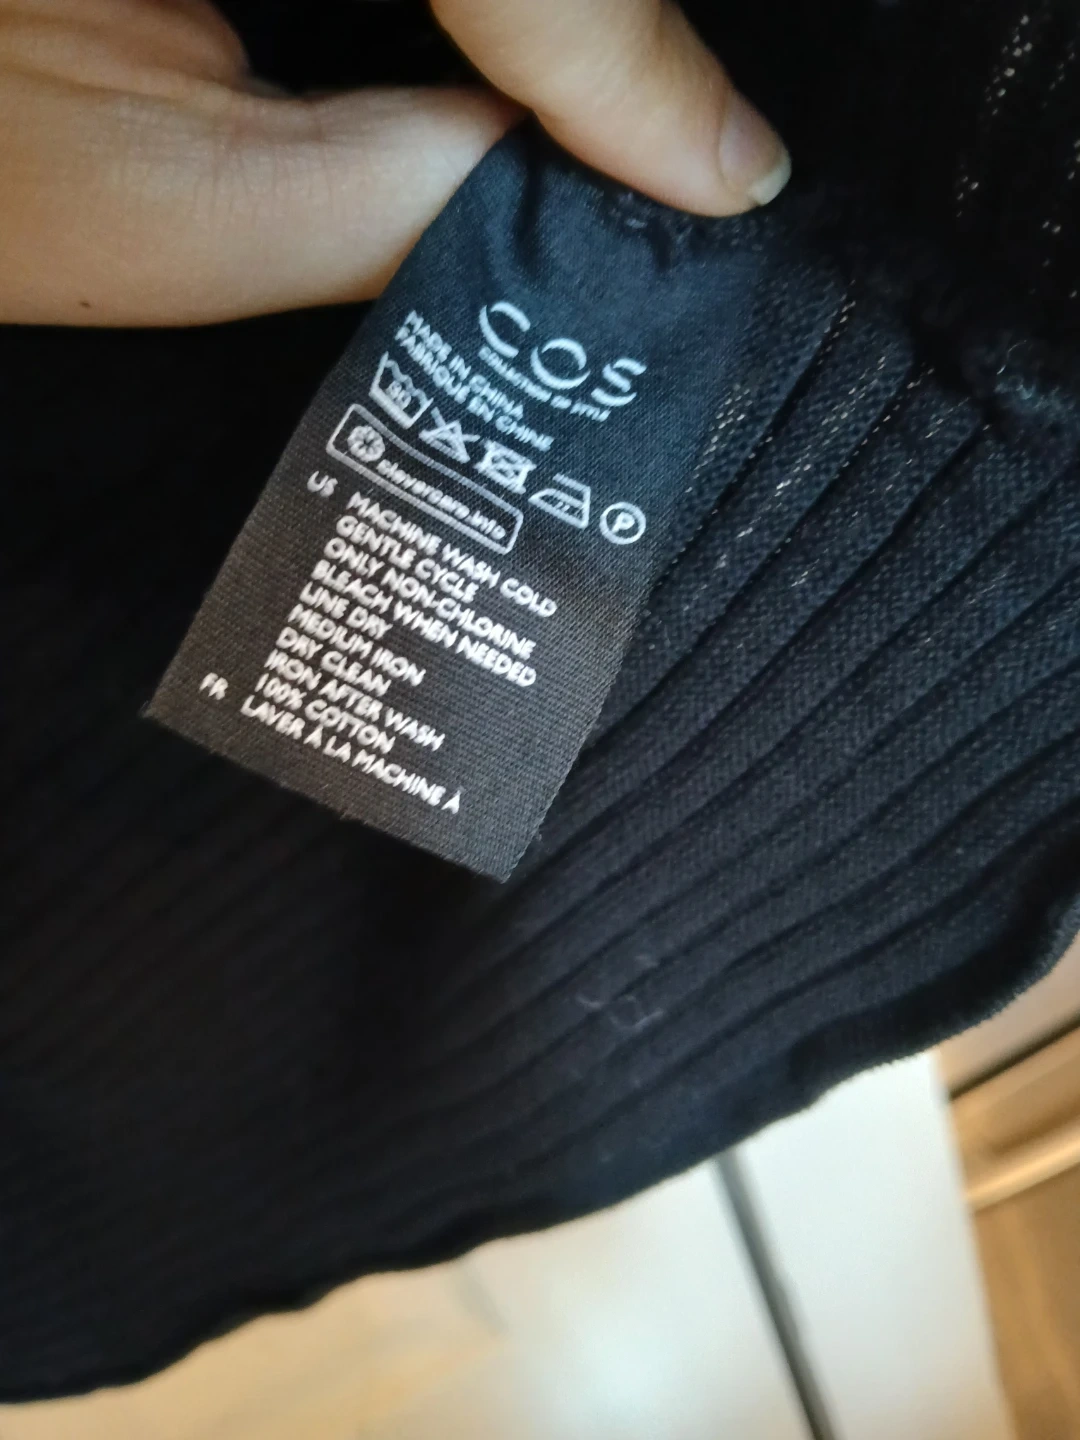 COS
COLLECTION OF STYLE
MADE IN CHINA
FABRIQUÉ EN CHINE
30
P
clevercare.info
US MACHINE WASH COLD
GENTLE CYCLE
ONLY NON-CHLORINE
BLEACH WHEN NEEDED
LINE DRY
MEDIUM IRON
DRY CLEAN
IRON AFTER WASH
100% COTTON
FR LAVER À LA MACHINE À